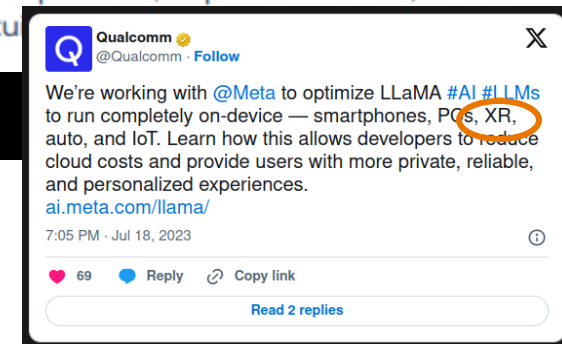 tui
Qualcomm
@Qualcomm · Follow
We're working with @Meta to optimize LLaMA #AI #LLMs
to run completely on-device — smartphones, PCs, XR,
auto, and IoT. Learn how this allows developers to reduce
cloud costs and provide users with more private, reliable,
and personalized experiences.
ai.meta.com/llama/
7:05 PM · Jul 18, 2023
69 Reply Copy link
Read 2 replies